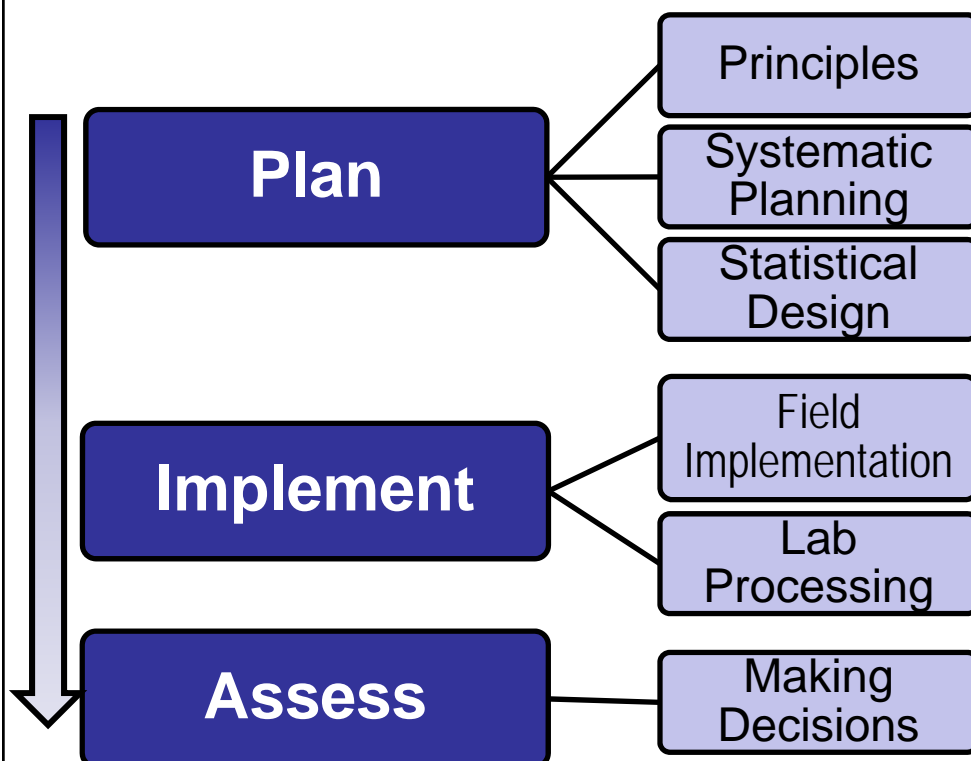 Plan
Principles
Systematic
Planning
Statistical
Design
Implement
Field
Implementation
Lab
Processing
Assess
Making
Decisions